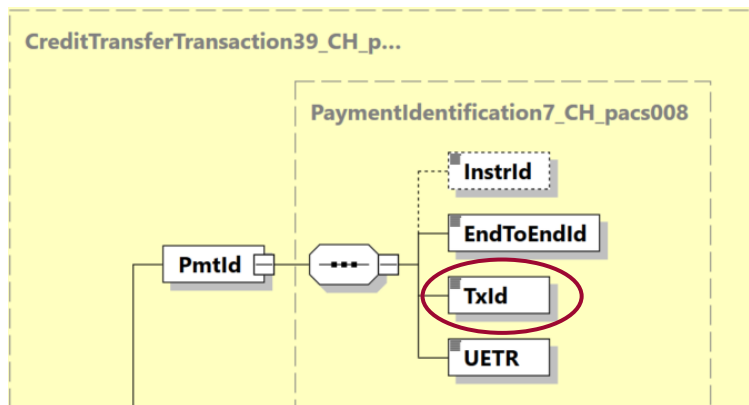 CreditTransferTransaction39_CH_p...
PaymentIdentification7_CH_pacs008
InstrId
EndToEndId
PmtId
TxId
UETR